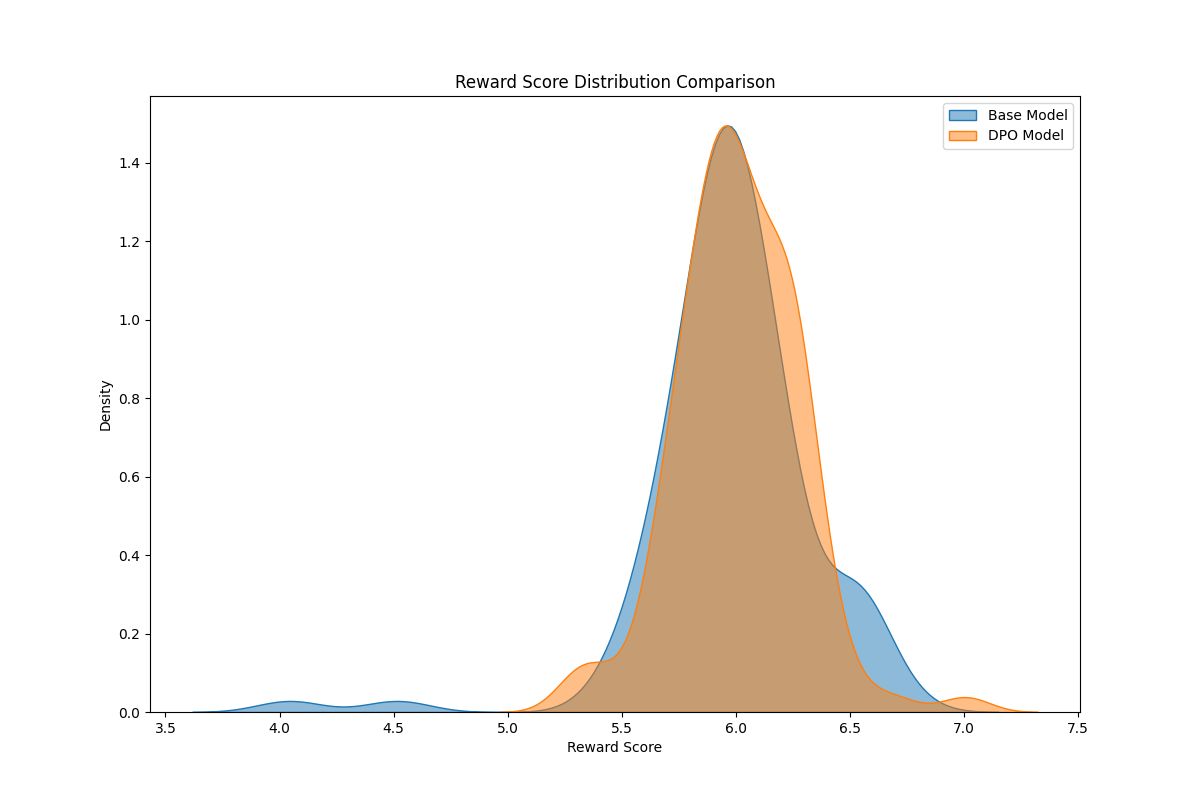 Reward Score Distribution Comparison
Base Model
DPO Model
Density
1.4
1.2
1.0
0.8
0.6
0.4
0.2
0.0
3.5 4.0 4.5 5.0 5.5 6.0 6.5 7.0 7.5
Reward Score